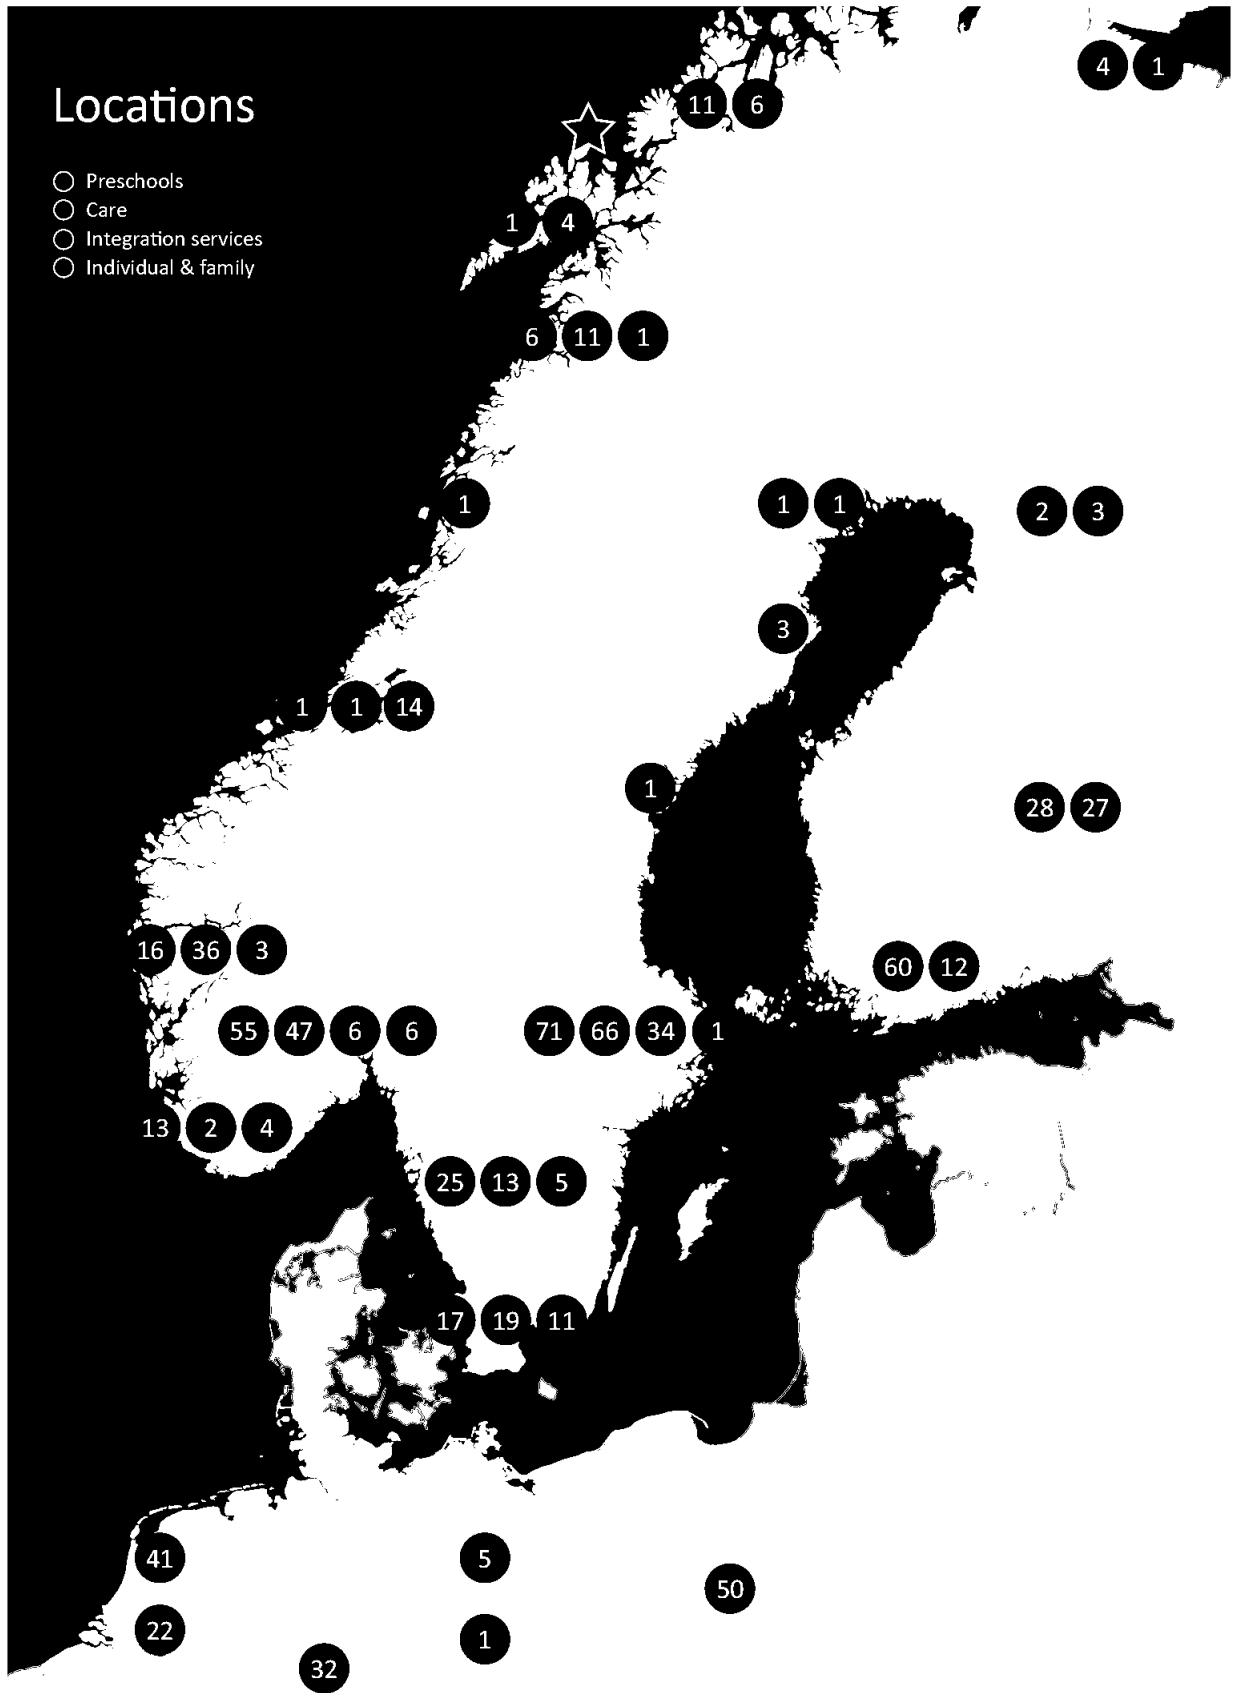 4 1
Locations
11 6
Preschools
Care
1 4
Integration services
Individual & family
6 11 1
1
1 1
2 3
3
1 1 14
1
28 27
16 36 3
60 12
55 47 6 6
71 66 34 1
13 2 4
25 13 5
17 19 11
41
5
50
22
1
32